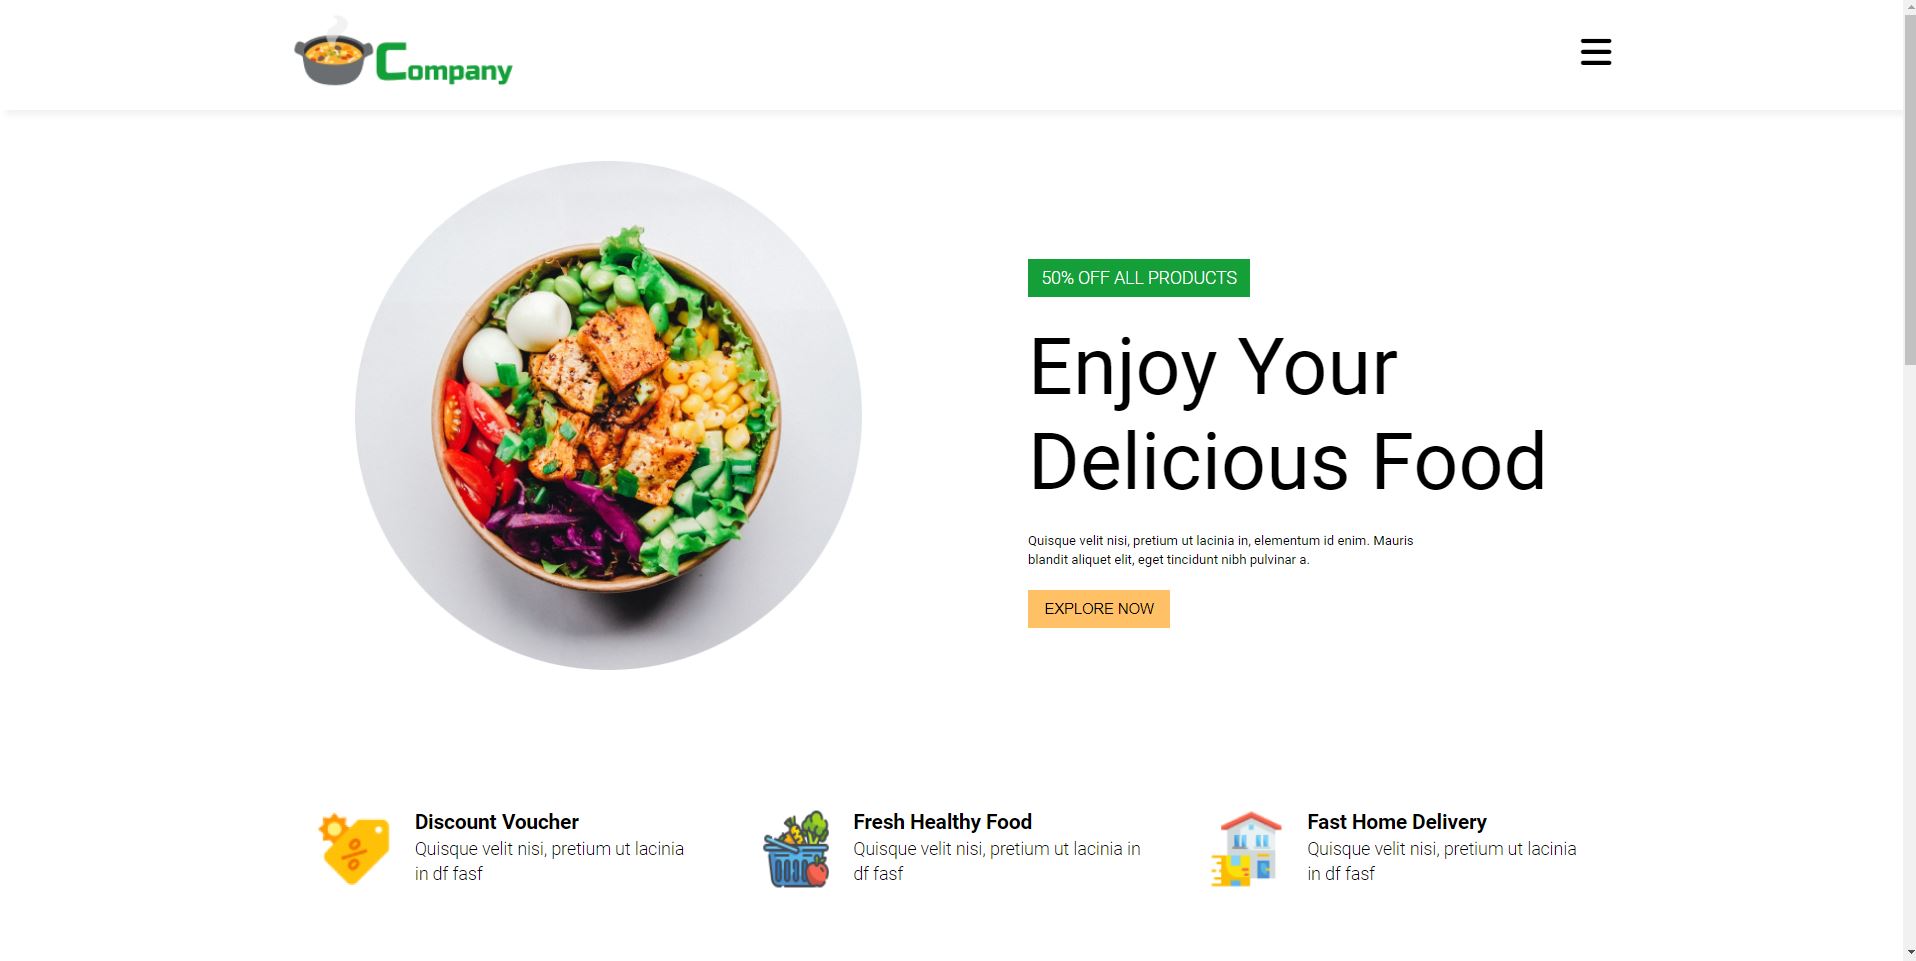 Company
50% OFF ALL PRODUCTS
Enjoy Your
Delicious Food
Quisque velit nisi, pretium ut lacinia in, elementum id enim. Mauris
blandit aliquet elit, eget tincidunt nibh pulvinar a.
EXPLORE NOW
Discount Voucher
Quisque velit nisi, pretium ut lacinia
in df fasf
Fresh Healthy Food
Quisque velit nisi, pretium ut lacinia in
df fasf
Fast Home Delivery
Quisque velit nisi, pretium ut lacinia
in df fasf